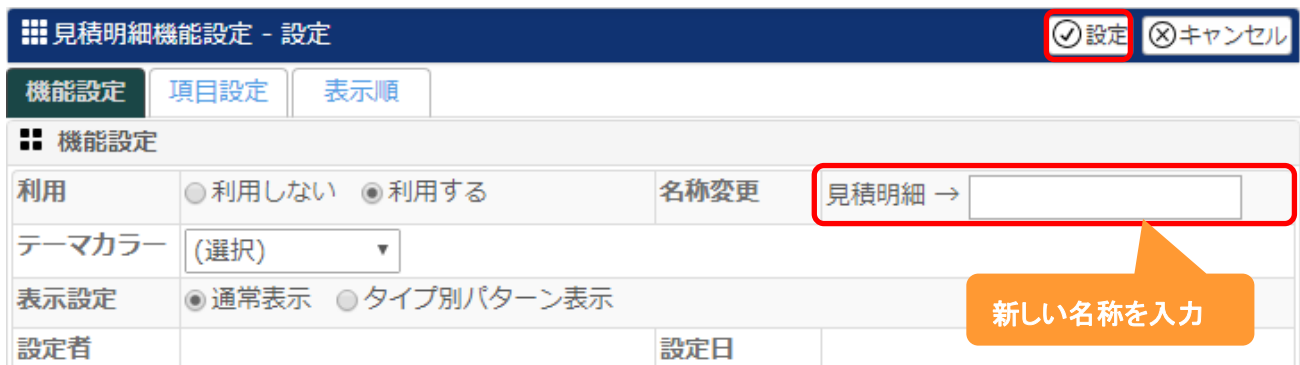 見積明細機能設定 - 設定 設定 キャンセル
機能設定 項目設定 表示順
機能設定
利用 利用しない 利用する 名称変更 見積明細 →
テーマカラー (選択)
表示設定 通常表示 タイプ別パターン表示
新しい名称を入力
設定者 設定日